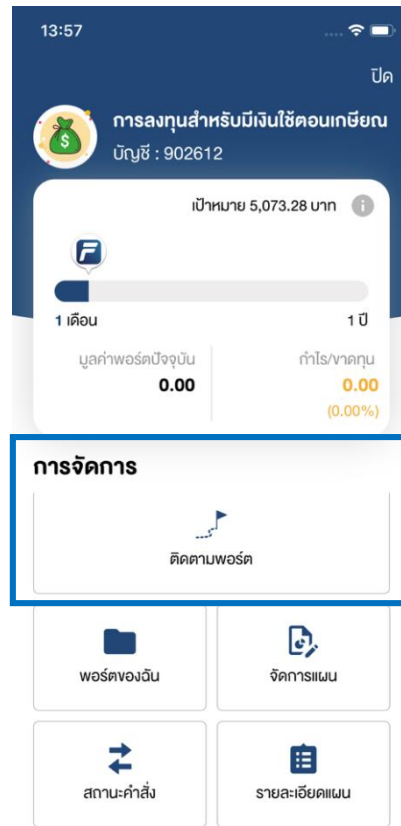 13:57
ปิด
การลงทุนสำหรับมีเงินใช้ตอนเกษียณ
บัญชี : 902612
เป้าหมาย 5,073.28 บาท
1 เดือน 1 ปี
มูลค่าพอร์ตปัจจุบัน กำไร/ขาดทุน
0.00 0.00
(0.00%)
การจัดการ
ติดตามพอร์ต
พอร์ตของฉัน จัดการแผน
สถานะคำสั่ง รายละเอียดแผน